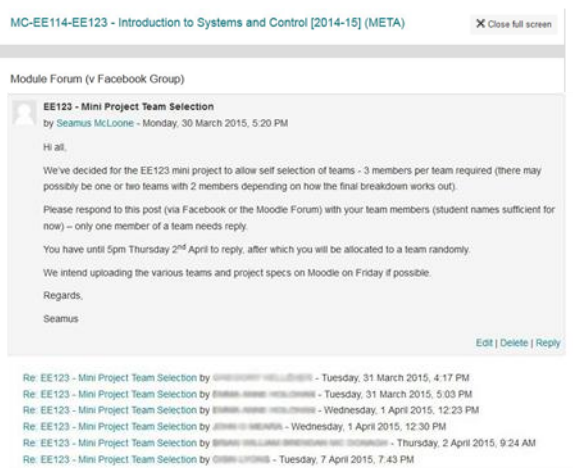 MC-EE114-EE123 - Introduction to Systems and Control [2014-15] (META)
X Close full screen
Module Forum (v Facebook Group)
EE123 - Mini Project Team Selection
by Seamus McLoone - Monday, 30 March 2015, 5:20 PM
Hi all,
We've decided for the EE123 mini project to allow self selection of teams - 3 members per team required (there may
possibly be one or two teams with 2 members depending on how the final breakdown works out).
Please respond to this post (via Facebook or the Moodle Forum) with your team members (student names sufficient for
now) – only one member of a team needs reply.
You have until 5pm Thursday 2nd April to reply, after which you will be allocated to a team randomly.
We intend uploading the various teams and project specs on Moodle on Friday if possible.
Regards,
Seamus
Edit | Delete | Reply
Re: EE123 - Mini Project Team Selection by - Tuesday, 31 March 2015, 4:17 PM
Re: EE123 - Mini Project Team Selection by - Tuesday, 31 March 2015, 5:03 PM
Re: EE123 - Mini Project Team Selection by - Wednesday, 1 April 2015, 12:23 PM
Re: EE123 - Mini Project Team Selection by - Wednesday, 1 April 2015, 12:30 PM
Re: EE123 - Mini Project Team Selection by - Thursday, 2 April 2015, 9:24 AM
Re: EE123 - Mini Project Team Selection by - Tuesday, 7 April 2015, 7:43 PM